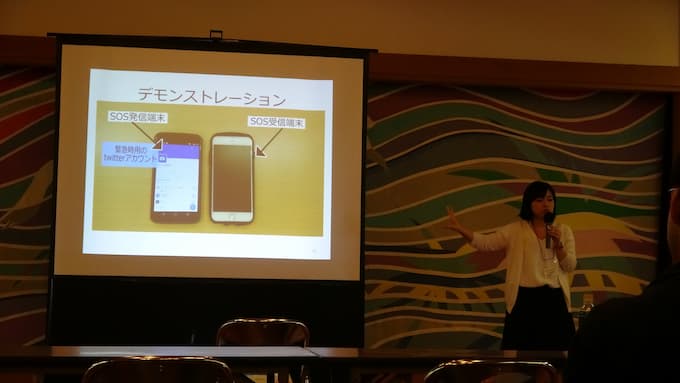 デモンストレーション
SOS発信端末
SOS受信端末
緊急時用の
twitterアカウント